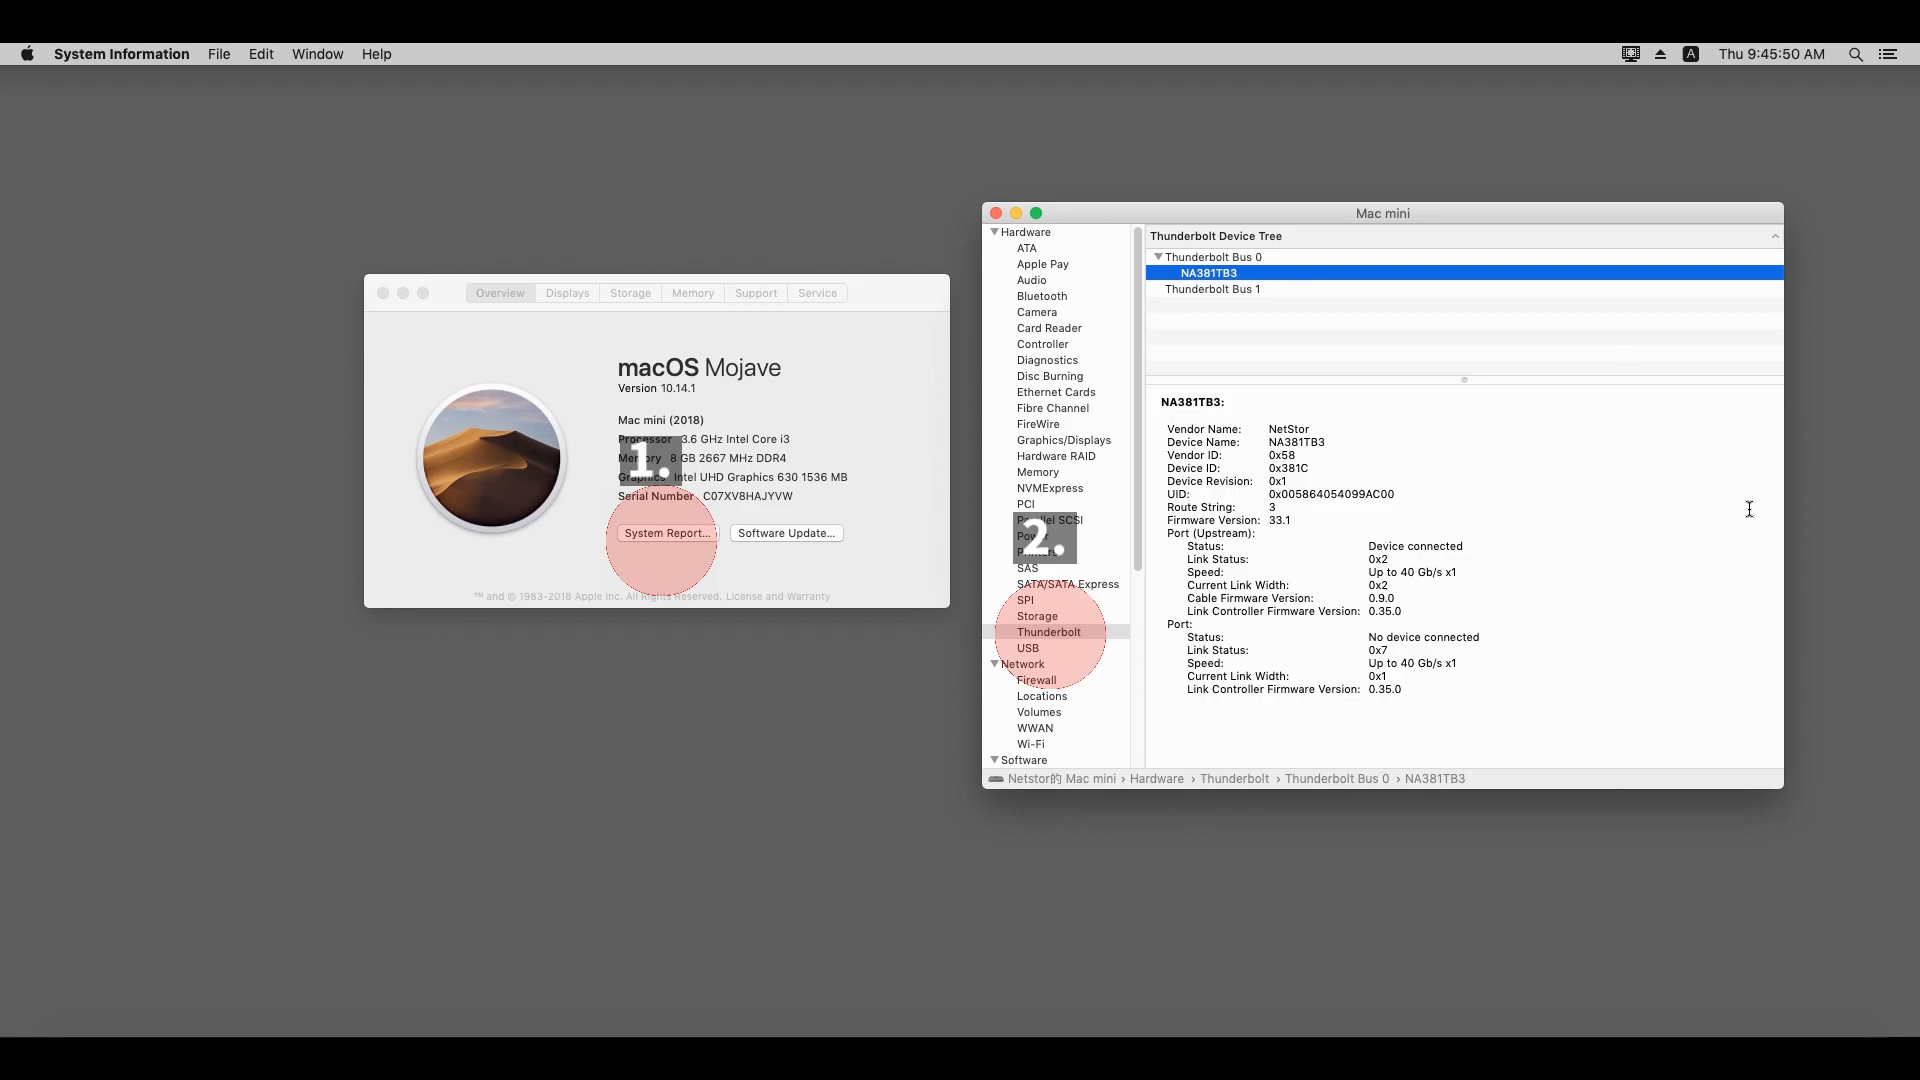 System Information File Edit Window Help
A Thu 9:45:50 AM
Overview Displays Storage Memory Support Service
macOS Mojave
Version 10.14.1
Mac mini (2018)
Processor 3.6 GHz Intel Core i3
Memory 8 GB 2667 MHz DDR4
1.
Graphics Intel UHD Graphics 630 1536 MB
Serial Number C07XV8HAJYVW
System Report... Software Update...
™ and © 1983-2018 Apple Inc. All Rights Reserved. License and Warranty
Mac mini
Hardware
ATA
Apple Pay
Audio
Bluetooth
Camera
Card Reader
Controller
Diagnostics
Disc Burning
Ethernet Cards
Fibre Channel
FireWire
Graphics/Displays
Hardware RAID
Memory
NVMExpress
PCI
Parallel SCSI
Power
2.
Printers
SAS
SATA/SATA Express
SPI
Storage
Thunderbolt
USB
Network
Firewall
Locations
Volumes
WWAN
Wi-Fi
Software
Thunderbolt Device Tree
Thunderbolt Bus 0
NA381TB3
Thunderbolt Bus 1
NA381TB3:
Vendor Name: NetStor
Device Name: NA381TB3
Vendor ID: 0x58
Device ID: 0x381C
Device Revision: 0x1
UID: 0x005864054099AC00
Route String: 3
Firmware Version: 33.1
Port (Upstream):
Status: Device connected
Link Status: 0x2
Speed: Up to 40 Gb/s x1
Current Link Width: 0x2
Cable Firmware Version: 0.9.0
Link Controller Firmware Version: 0.35.0
Port:
Status: No device connected
Link Status: 0x7
Speed: Up to 40 Gb/s x1
Current Link Width: 0x1
Link Controller Firmware Version: 0.35.0
Netstor的 Mac mini › Hardware › Thunderbolt › Thunderbolt Bus 0 › NA381TB3